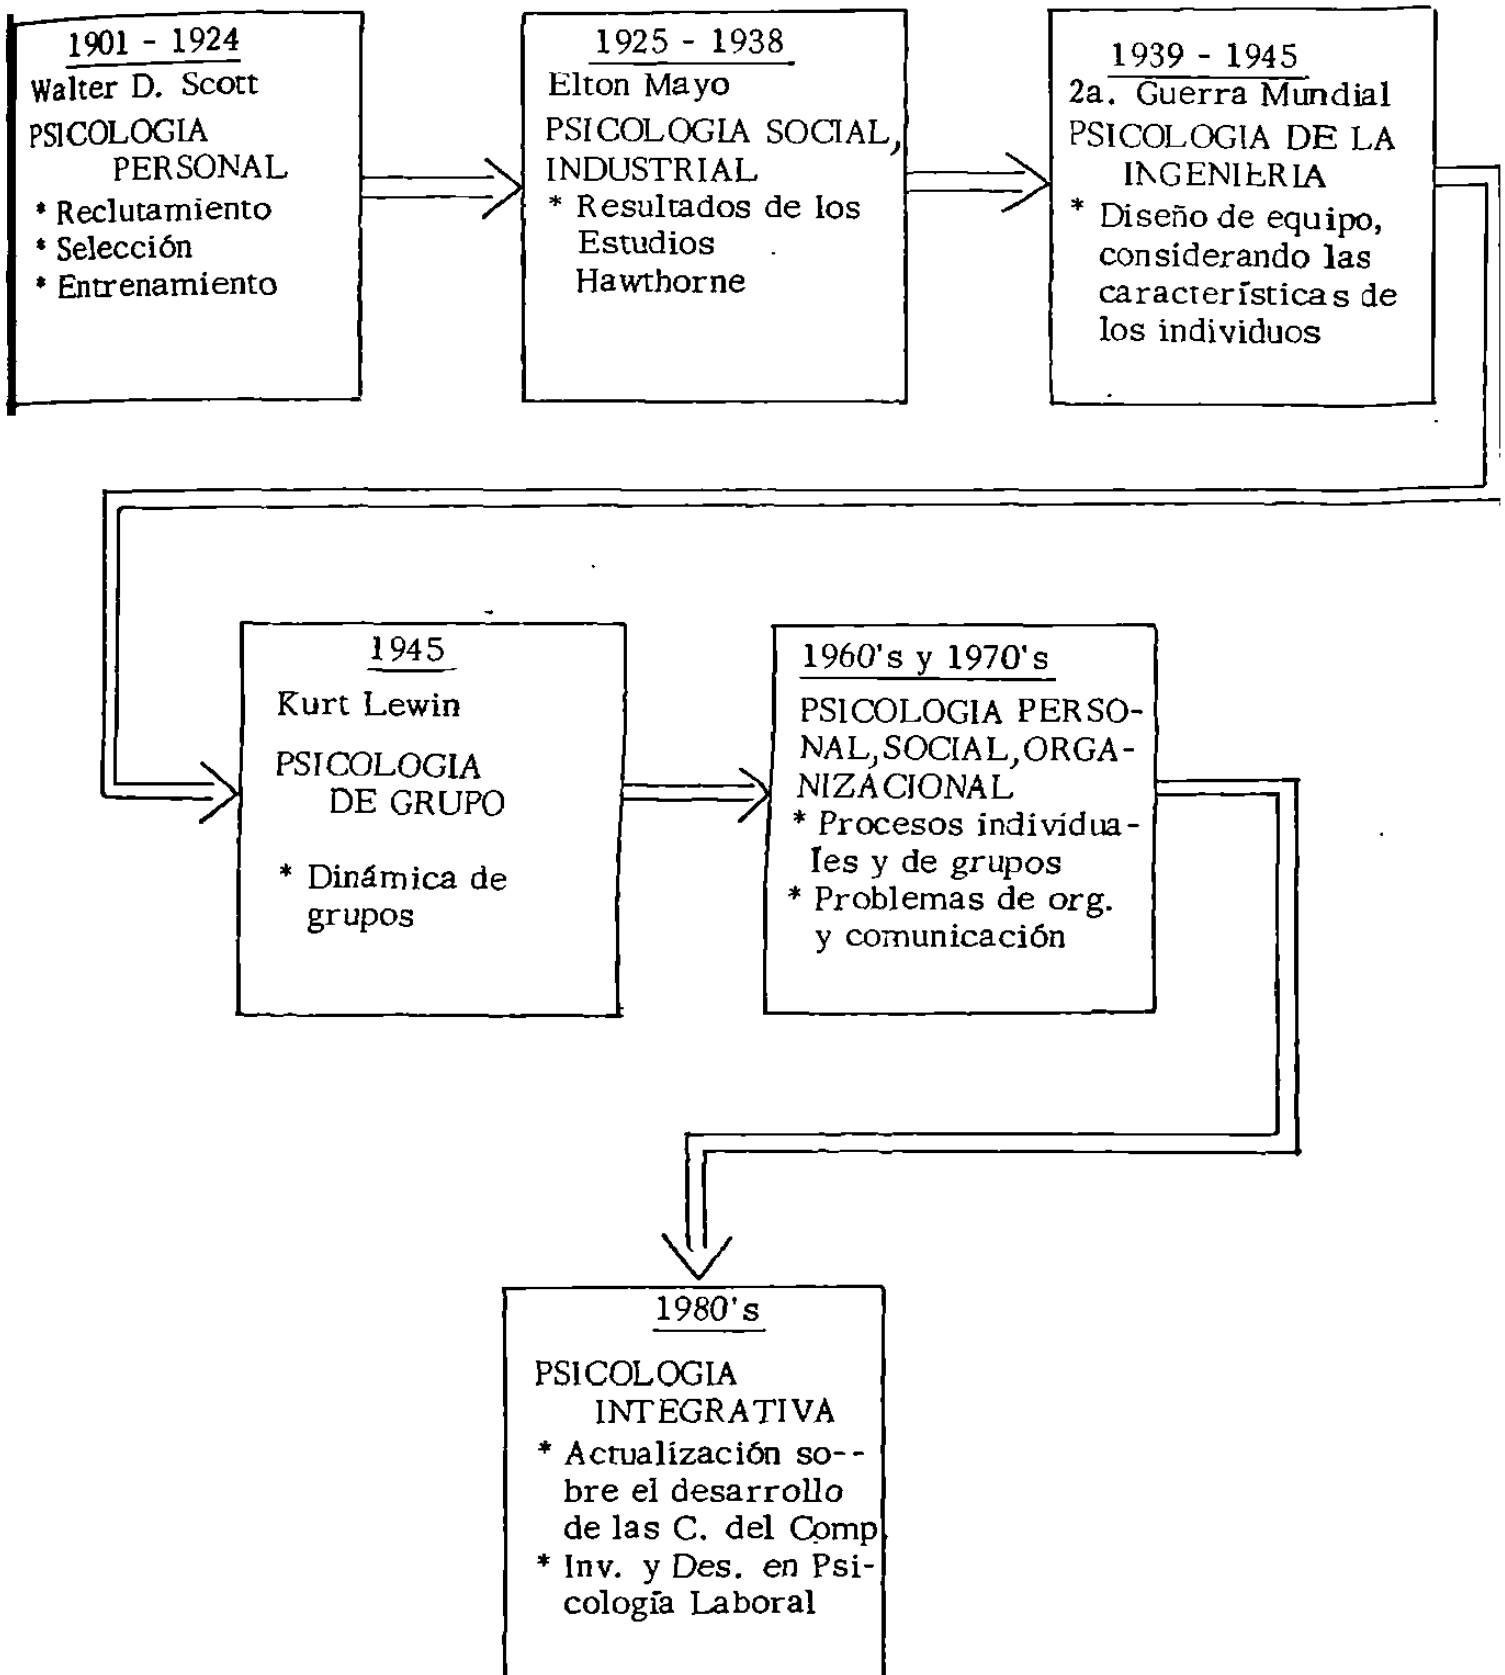 1901 - 1924
Walter D. Scott
PSICOLOGIA
PERSONAL
* Reclutamiento
* Selección
* Entrenamiento
1925 - 1938
Elton Mayo
PSICOLOGIA SOCIAL,
INDUSTRIAL
* Resultados de los
Estudios
Hawthorne
1939 - 1945
2a. Guerra Mundial
PSICOLOGIA DE LA
INGENIERIA
* Diseño de equipo,
considerando las
características de
los individuos
1945
Kurt Lewin
PSICOLOGIA
DE GRUPO
* Dinámica de
grupos
1960's y 1970's
PSICOLOGIA PERSO-
NAL, SOCIAL, ORGA-
NIZACIONAL
* Procesos individua-
les y de grupos
* Problemas de org.
y comunicación
1980's
PSICOLOGIA
INTEGRATIVA
* Actualización so--
bre el desarrollo
de las C. del Comp.
* Inv. y Des. en Psi-
cología Laboral